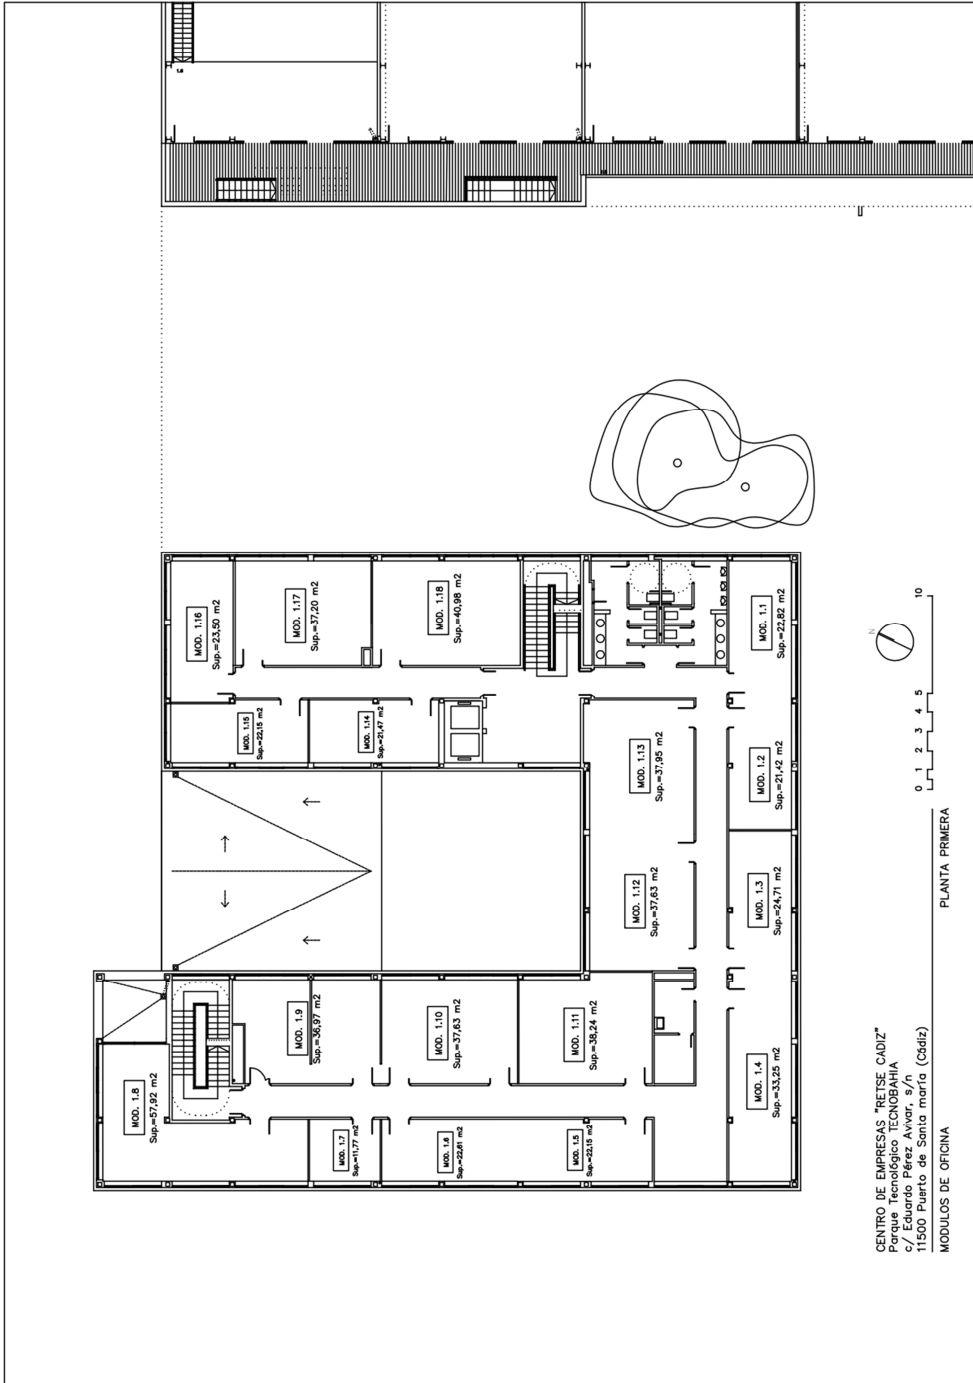 MOD. 1.16
Sup.=23,50 m2
MOD. 1.17
Sup.=37,20 m2
MOD. 1.18
Sup.=40,98 m2
MOD. 1.1
Sup.=22,82 m2
MOD. 1.15
Sup.=22,15 m2
MOD. 1.14
Sup.=21,47 m2
MOD. 1.13
Sup.=37,95 m2
MOD. 1.2
Sup.=21,42 m2
MOD. 1.12
Sup.=37,63 m2
MOD. 1.3
Sup.=24,71 m2
MOD. 1.9
Sup.=36,97 m2
MOD. 1.10
Sup.=37,63 m2
MOD. 1.11
Sup.=38,24 m2
MOD. 1.4
Sup.=33,25 m2
MOD. 1.8
Sup.=57,92 m2
MOD. 1.7
Sup.=11,77 m2
MOD. 1.6
Sup.=22,61 m2
MOD. 1.5
Sup.=22,15 m2
N
0 1 2 3 4 5 10
CENTRO DE EMPRESAS "RETSE CADIZ"
Parque Tecnológico TECNOBAHIA
c/ Eduardo Pérez Avivar, s/n
11500 Puerto de Santa maría (Cádiz)
MODULOS DE OFICINA
PLANTA PRIMERA